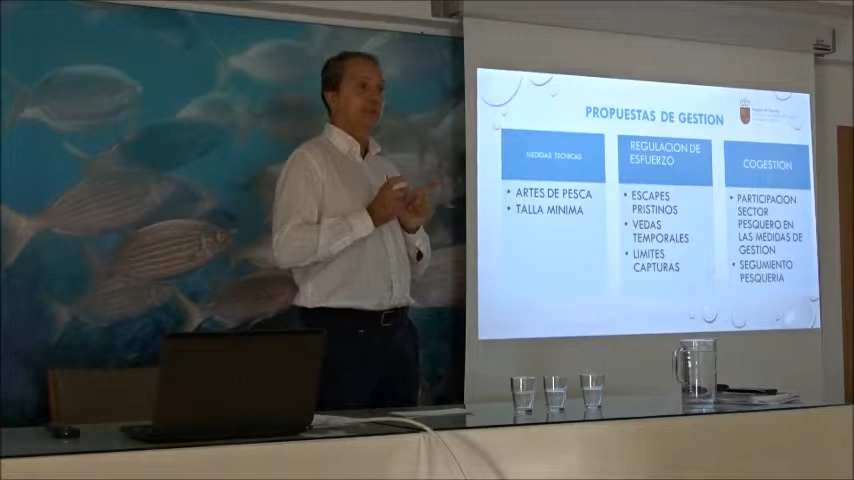 PROPUESTAS DE GESTION
MEDIDAS TECNICAS
• ARTES DE PESCA
• TALLA MINIMA
REGULACION DE
ESFUERZO
• ESCAPES
PRISTINOS
• VEDAS
TEMPORALES
• LIMITES
CAPTURAS
COGESTION
• PARTICIPACION
SECTOR
PESQUERO EN
LAS MEDIDAS DE
GESTION
• SEGUMIENTO
PESQUERIA